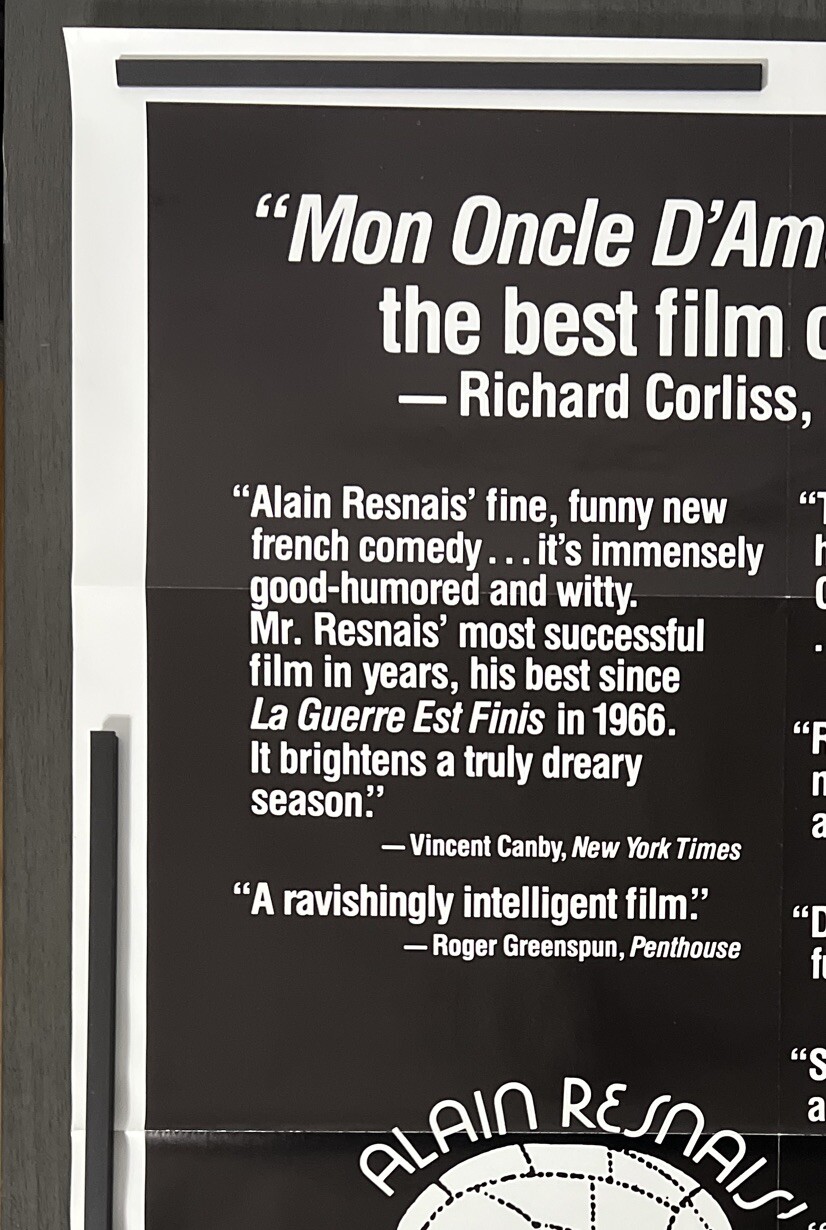 “Mon Oncle D’Am
the best film
— Richard Corliss,
“Alain Resnais’ fine, funny new
french comedy...it’s immensely
good-humored and witty.
Mr. Resnais’ most successful
film in years, his best since
La Guerre Est Finis in 1966.
It brightens a truly dreary
season.”
— Vincent Canby, New York Times
“A ravishingly intelligent film.”
— Roger Greenspun, Penthouse
ALAIN RESNAIS’